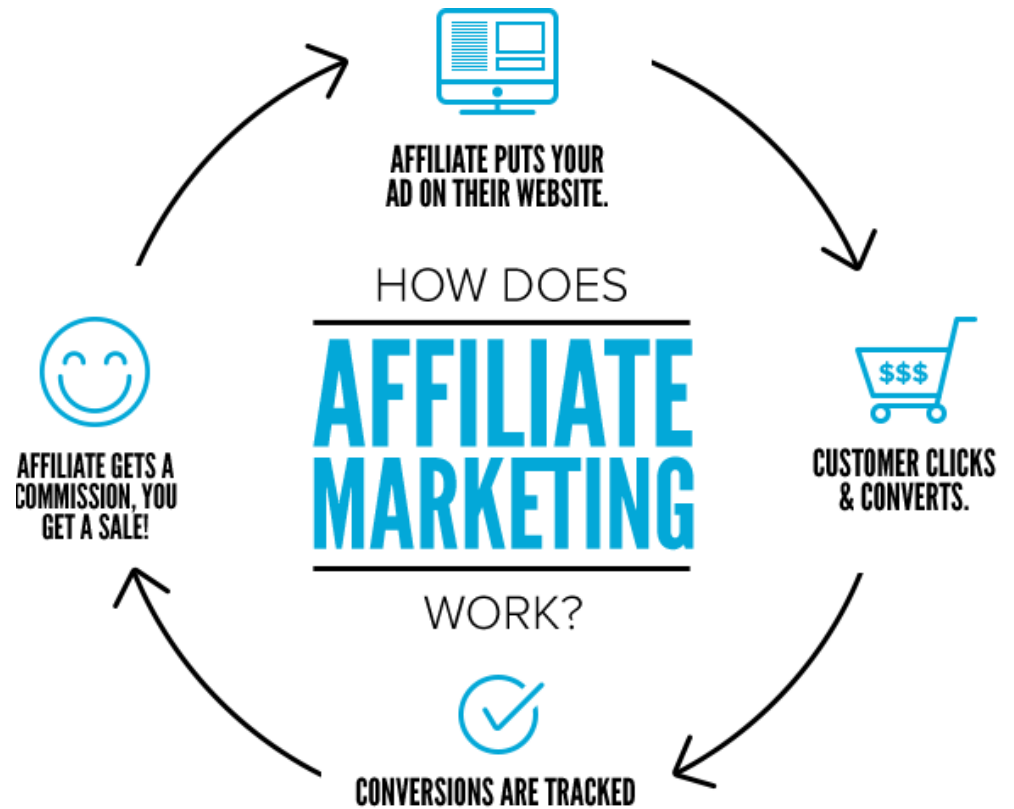 AFFILIATE PUTS YOUR
AD ON THEIR WEBSITE.
HOW DOES
AFFILIATE
MARKETING
WORK?
$$$
CUSTOMER CLICKS
& CONVERTS.
CONVERSIONS ARE TRACKED
AFFILIATE GETS A
COMMISSION, YOU
GET A SALE!